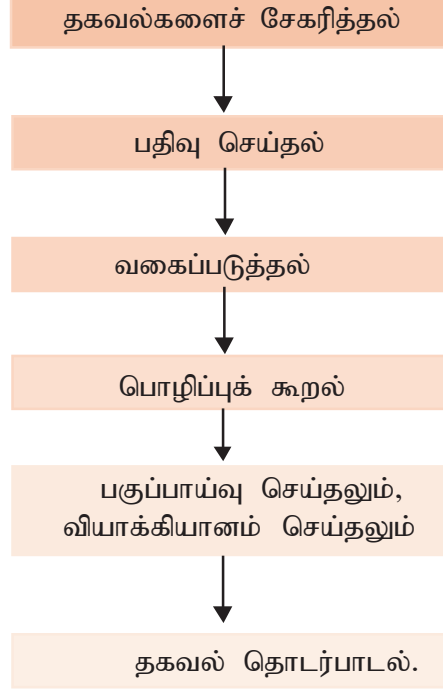 தகவல்களைச் சேகரித்தல்
பதிவு செய்தல்
வகைப்படுத்தல்
பொழிப்புக் கூறல்
பகுப்பாய்வு செய்தலும்,
வியாக்கியானம் செய்தலும்
தகவல் தொடர்பாடல்.